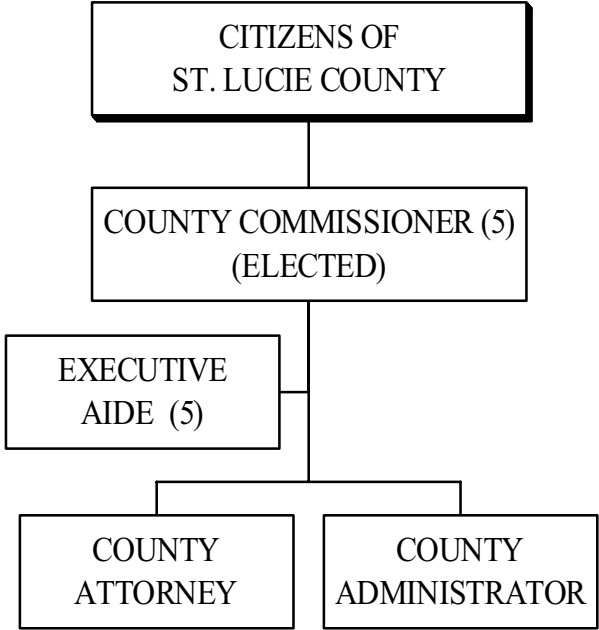 CITIZENS OF
ST. LUCIE COUNTY
COUNTY COMMISSIONER (5)
(ELECTED)
EXECUTIVE
AIDE (5)
COUNTY
ATTORNEY
COUNTY
ADMINISTRATOR